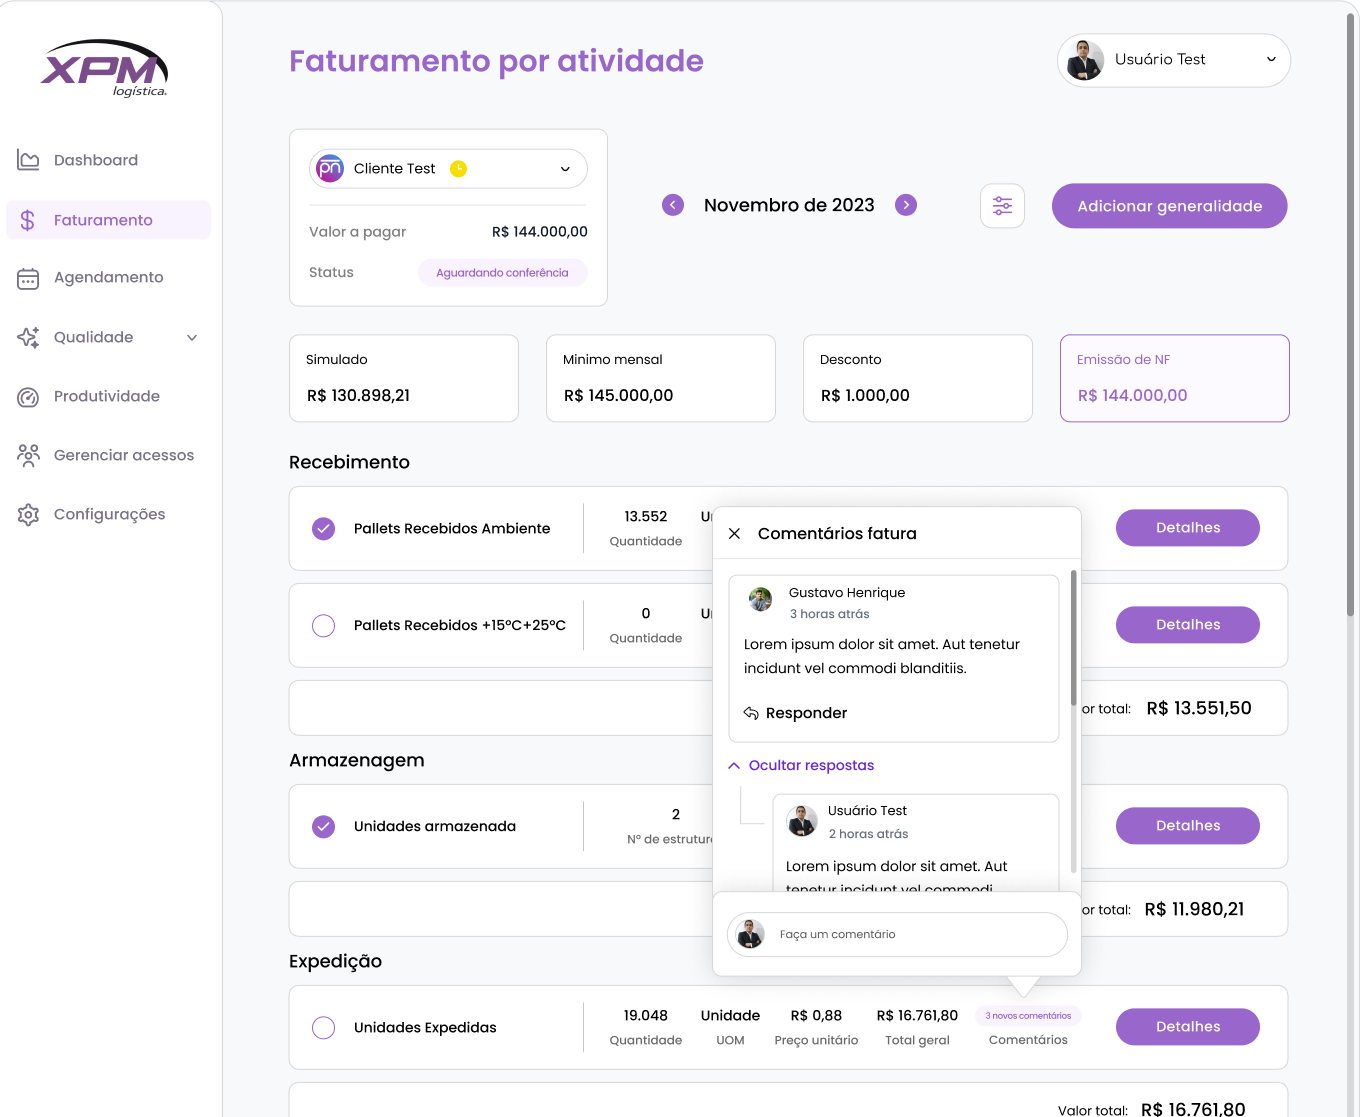 XPM
logística
Dashboard
Faturamento
Agendamento
Qualidade
Produtividade
Gerenciar acessos
Configurações
Faturamento por atividade
Usuário Test
pn
Cliente Test
Valor a pagar
R$ 144.000,00
Status
Aguardando conferência
Novembro de 2023
Adicionar generalidade
Simulado
R$ 130.898,21
Minimo mensal
R$ 145.000,00
Desconto
R$ 1.000,00
Emissão de NF
R$ 144.000,00
Recebimento
Pallets Recebidos Ambiente
13.552
Quantidade
Detalhes
Pallets Recebidos +15ºC+25ºC
0
Quantidade
Detalhes
or total:
R$ 13.551,50
Armazenagem
Unidades armazenada
2
Nº de estrutur
Detalhes
or total:
R$ 11.980,21
Comentários fatura
Gustavo Henrique
3 horas atrás
Lorem ipsum dolor sit amet. Aut tenetur
incidunt vel commodi blanditiis.
Responder
Ocultar respostas
Usuário Test
2 horas atrás
Lorem ipsum dolor sit amet. Aut
tenetur incidunt vel commodi
Faça um comentário
Expedição
Unidades Expedidas
19.048
Quantidade
Unidade
UOM
R$ 0,88
Preço unitário
R$ 16.761,80
Total geral
3 novos comentários
Comentários
Detalhes
Valor total:
R$ 16.761,80